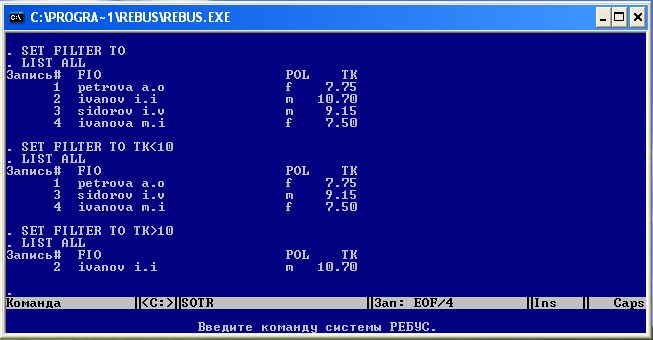 C:\PROGRA~1\REBUS\REBUS.EXE
. SET FILTER TO
. LIST ALL
Запись# FIO POL TK
1 petrova a.o f 7.75
2 ivanov i.i m 10.70
3 sidorov i.v m 9.15
4 ivanova m.i f 7.50
. SET FILTER TO TK<10
. LIST ALL
Запись# FIO POL TK
1 petrova a.o f 7.75
3 sidorov i.v m 9.15
4 ivanova m.i f 7.50
. SET FILTER TO TK>10
. LIST ALL
Запись# FIO POL TK
2 ivanov i.i m 10.70
.
Команда ||<C:>||SOTR ||Зап: EOF/4 ||Ins || Caps
Введите команду системы РЕБУС.